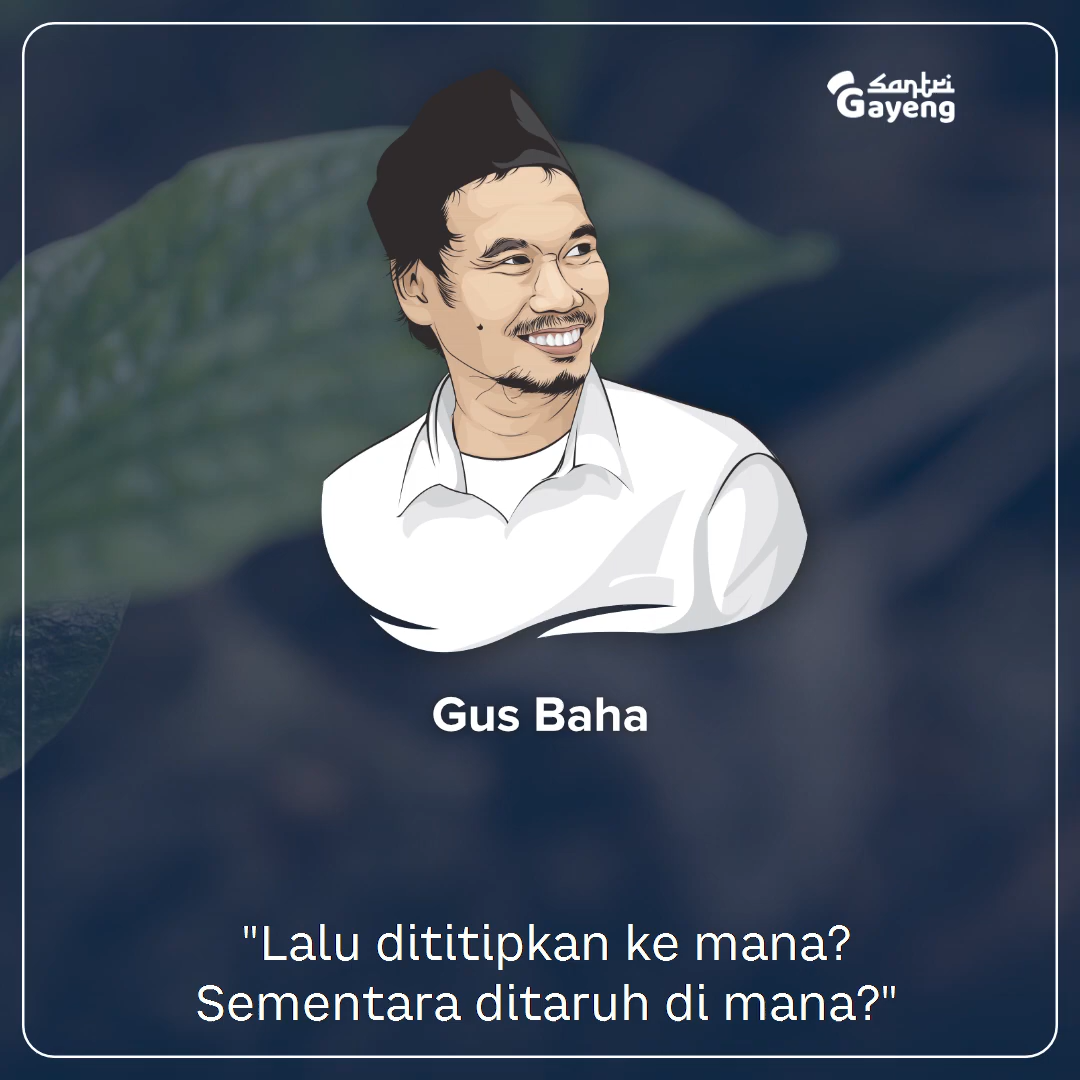 Santri
Gayeng
Gus Baha
"Lalu dititipkan ke mana?
Sementara ditaruh di mana?"